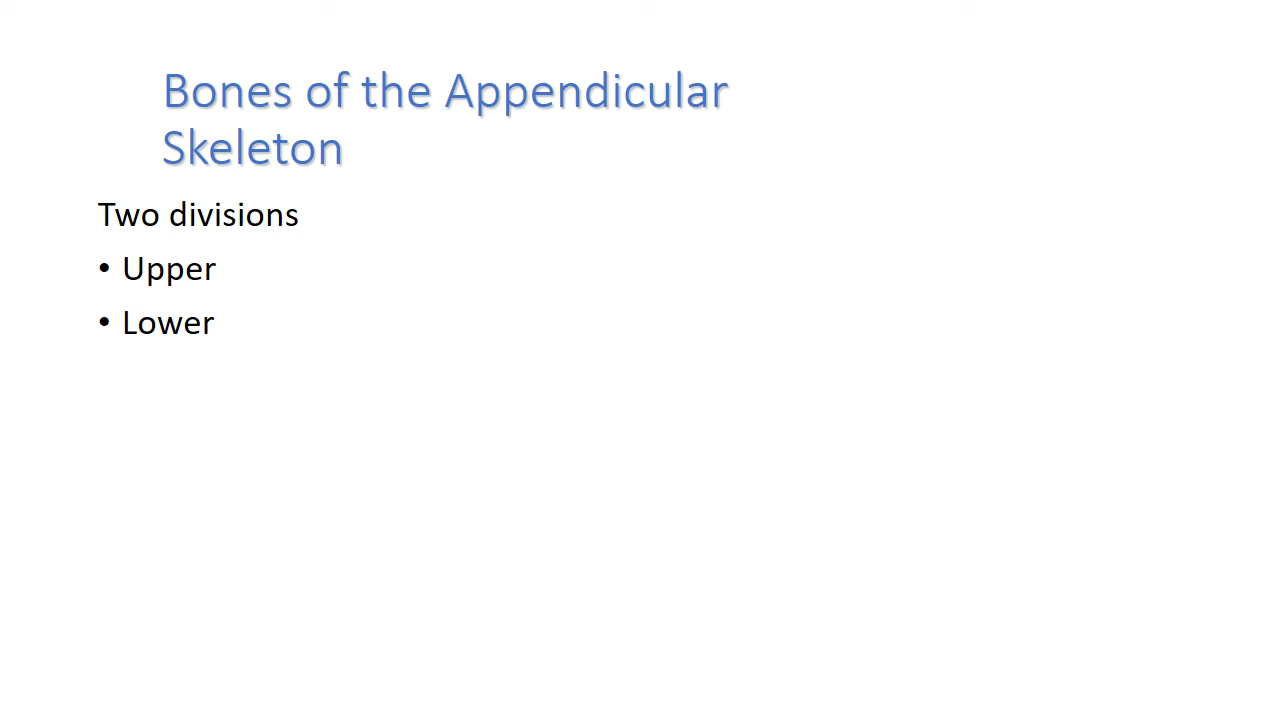 Bones of the Appendicular
Skeleton
Two divisions
• Upper
• Lower